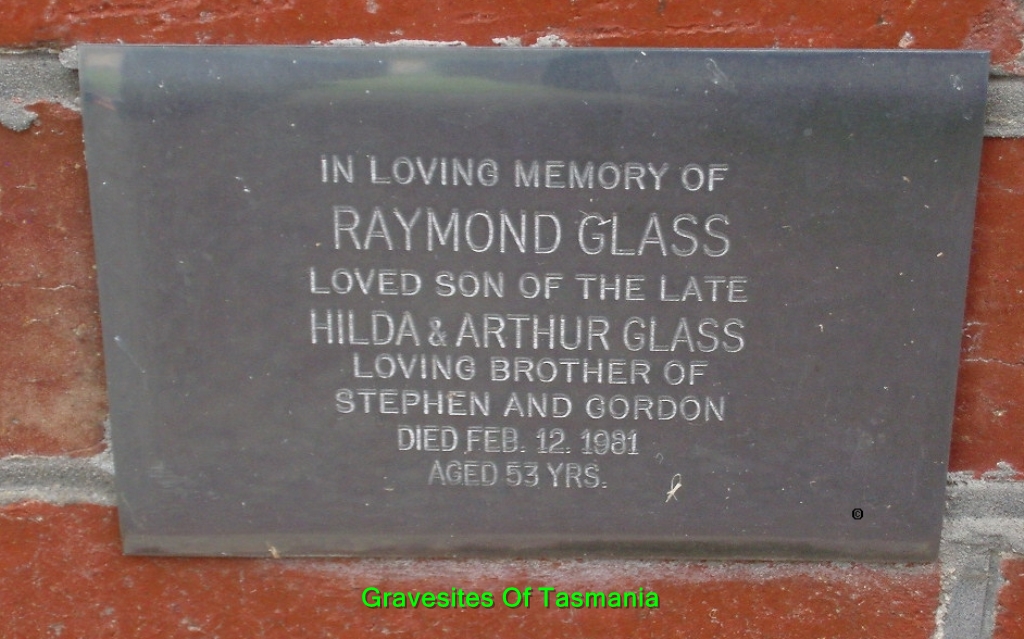 IN LOVING MEMORY OF
RAYMOND GLASS
LOVED SON OF THE LATE
HILDA & ARTHUR GLASS
LOVING BROTHER OF
STEPHEN AND GORDON
DIED FEB. 12. 1981
AGED 53 YRS.
©
Gravesites Of Tasmania